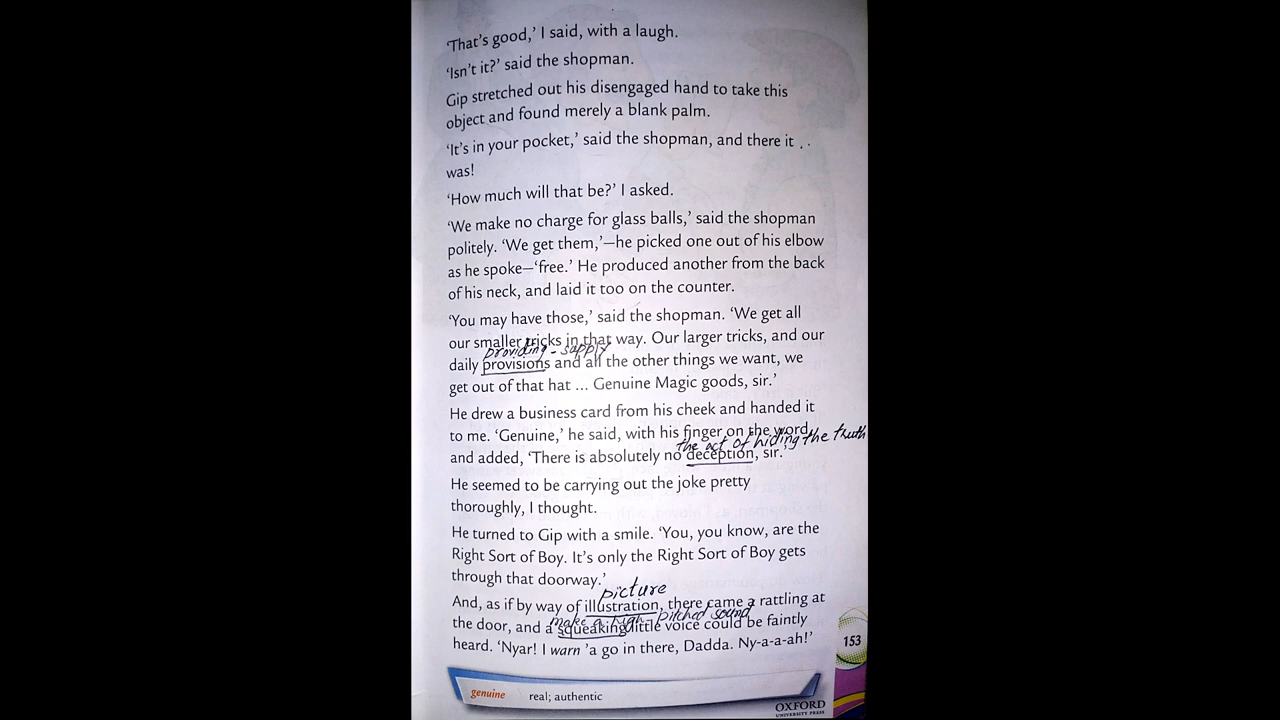 ‘That’s good,’ I said, with a laugh.
‘Isn’t it?’ said the shopman.
Gip stretched out his disengaged hand to take this
object and found merely a blank palm.
‘It’s in your pocket,’ said the shopman, and there it
was!
‘How much will that be?’ I asked.
‘We make no charge for glass balls,’ said the shopman
politely. ‘We get them,’—he picked one out of his elbow
as he spoke—‘free.’ He produced another from the back
of his neck, and laid it too on the counter.
‘You may have those,’ said the shopman. ‘We get all
our smaller tricks in that way. Our larger tricks, and our
providing - supply
daily provisions and all the other things we want, we
get out of that hat ... Genuine Magic goods, sir.’
He drew a business card from his cheek and handed it
to me. ‘Genuine,’ he said, with his finger on the word,
the act of hiding the truth
and added, ‘There is absolutely no deception, sir.’
He seemed to be carrying out the joke pretty
thoroughly, I thought.
He turned to Gip with a smile. ‘You, you know, are the
Right Sort of Boy. It’s only the Right Sort of Boy gets
through that doorway.’
picture
And, as if by way of illustration, there came a rattling at
make a high-pitched sound
the door, and a squeaking little voice could be faintly
heard. ‘Nyar! I warn ’a go in there, Dadda. Ny-a-a-ah!’
153
genuine real; authentic
OXFORD
UNIVERSITY PRESS